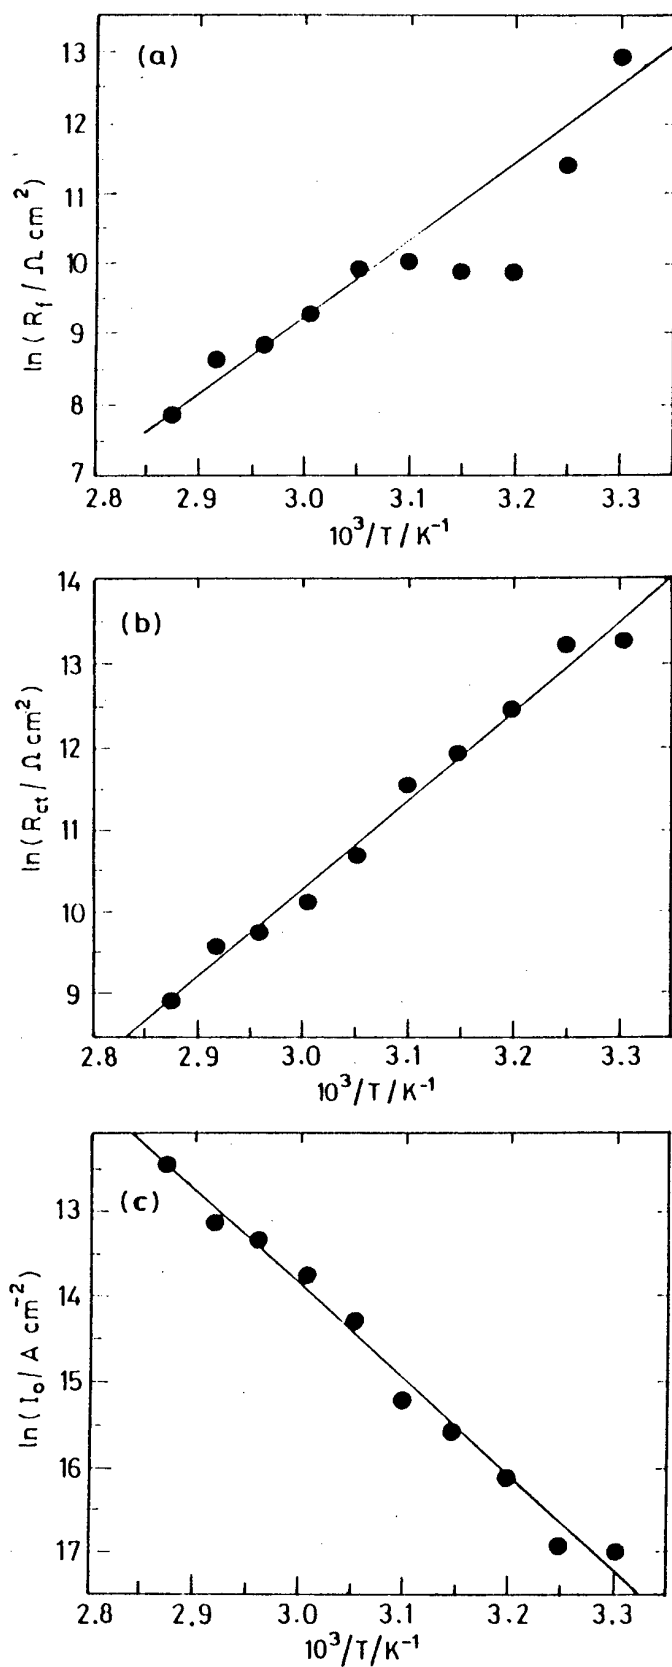 (a)
13
12
11
10
9
8
7
ln(R_f / Ω cm²)
2.8 2.9 3.0 3.1 3.2 3.3
10³/T / K⁻¹
(b)
14
13
12
11
10
9
ln(R_ct / Ω cm²)
2.8 2.9 3.0 3.1 3.2 3.3
10³/T / K⁻¹
(c)
13
14
15
16
17
ln(I_o / A cm⁻²)
2.8 2.9 3.0 3.1 3.2 3.3
10³/T/K⁻¹